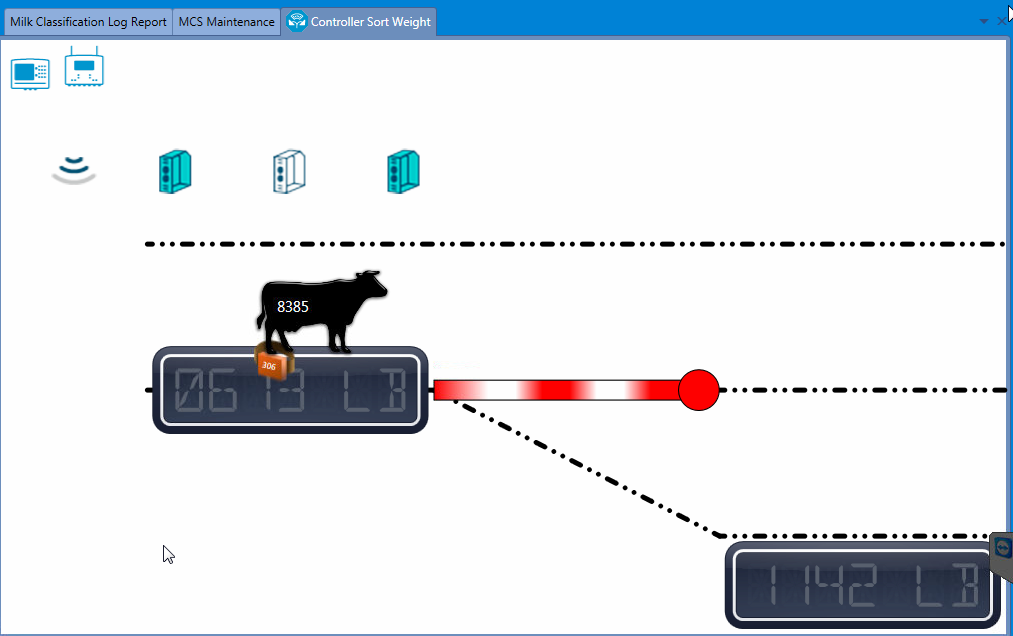 Milk Classification Log Report
MCS Maintenance
Controller Sort Weight
8385
306
0613 LB
1142 LB